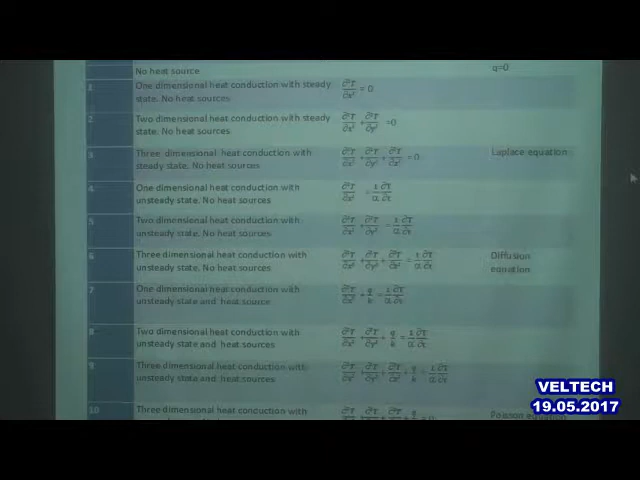 No heat source q=0
1 One dimensional heat conduction with steady ∂²T/∂x² = 0
state. No heat sources
2 Two dimensional heat conduction with steady ∂²T/∂x² + ∂²T/∂y² =0
state. No heat sources
3 Three dimensional heat conduction with ∂²T/∂x² + ∂²T/∂y² + ∂²T/∂z² = 0 Laplace equation
steady state. No heat sources
4 One dimensional heat conduction with ∂²T/∂x² = 1/α ∂T/∂t
unsteady state. No heat sources
5 Two dimensional heat conduction with ∂²T/∂x² + ∂²T/∂y² = 1/α ∂T/∂t
unsteady state. No heat sources
6 Three dimensional heat conduction with ∂²T/∂x² + ∂²T/∂y² + ∂²T/∂z² = 1/α ∂T/∂t Diffusion
unsteady state. No heat sources equation
7 One dimensional heat conduction with ∂²T/∂x² + q/k = 1/α ∂T/∂t
unsteady state and heat source
8 Two dimensional heat conduction with ∂²T/∂x² + ∂²T/∂y² + q/k = 1/α ∂T/∂t
unsteady state and heat sources
9 Three dimensional heat conduction with ∂²T/∂x² + ∂²T/∂y² + ∂²T/∂z² + q/k = 1/α ∂T/∂t
unsteady state and heat sources
10 Three dimensional heat conduction with Poisson
VELTECH
19.05.2017